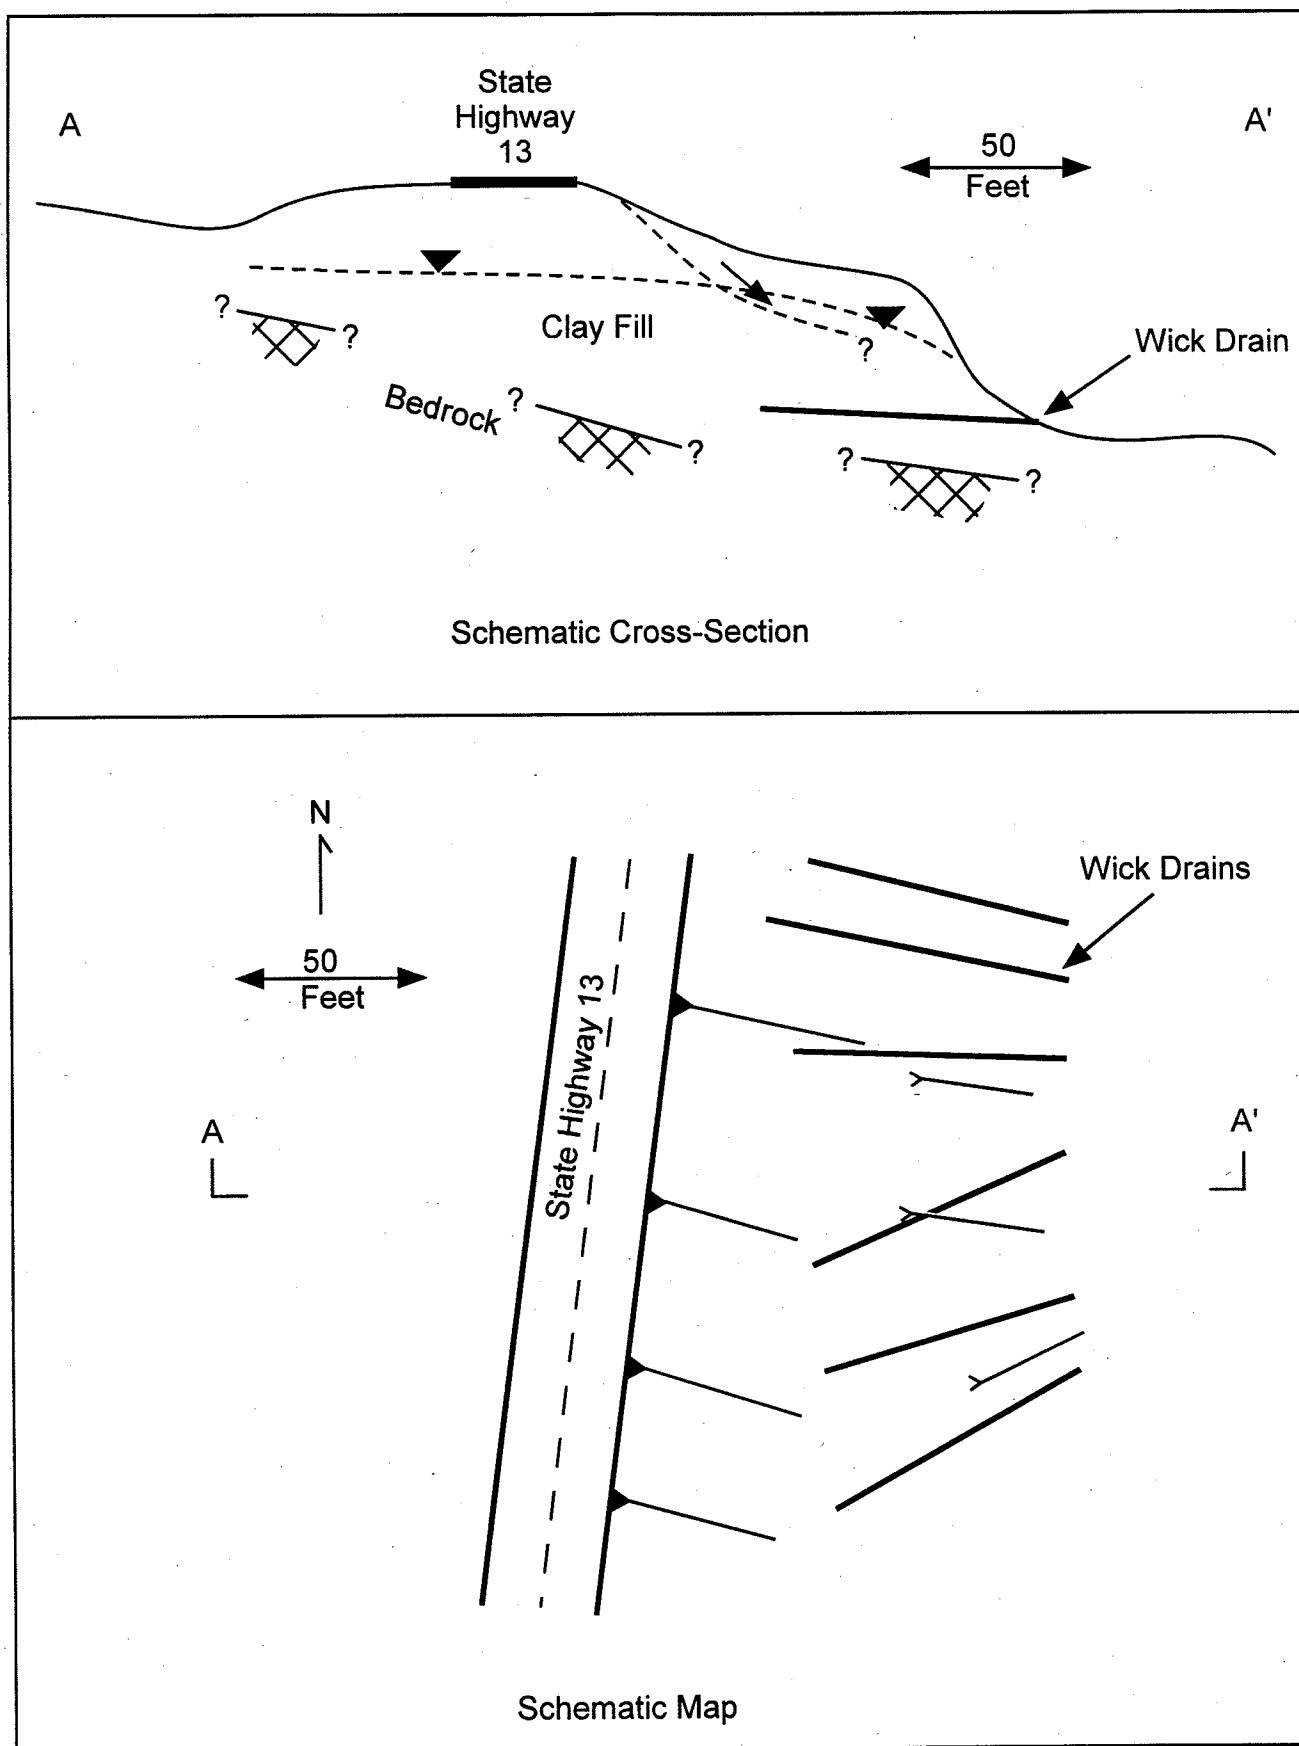 State
Highway
13
A
A'
50
Feet
?
?
Clay Fill
?
Wick Drain
Bedrock
?
?
?
?
Schematic Cross-Section
N
50
Feet
Wick Drains
State Highway 13
A
A'
Schematic Map